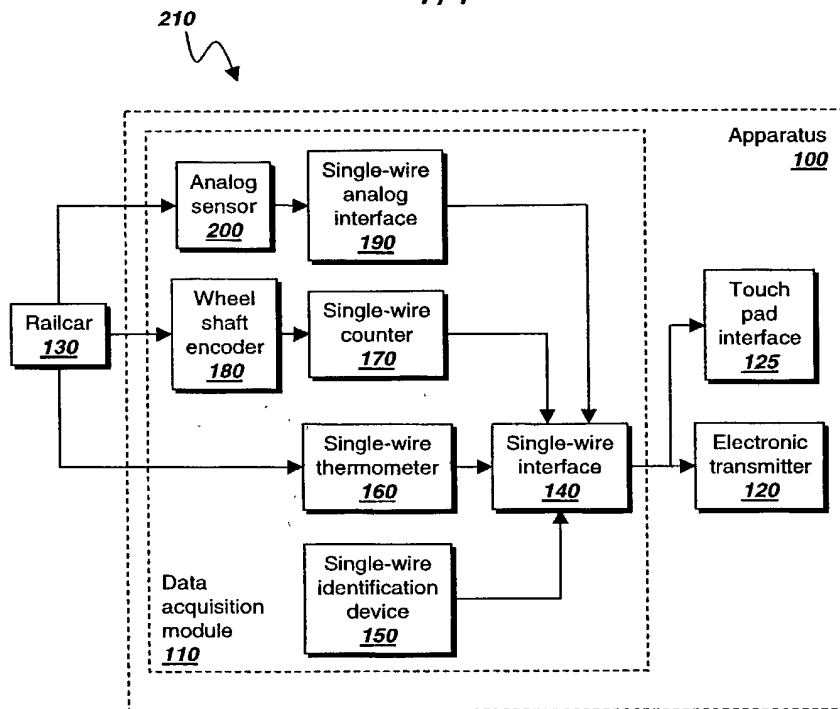 210
Apparatus
100
Analog
sensor
200
Single-wire
analog
interface
190
Railcar
130
Wheel
shaft
encoder
180
Single-wire
counter
170
Touch
pad
interface
125
Single-wire
thermometer
160
Single-wire
interface
140
Electronic
transmitter
120
Single-wire
identification
device
150
Data
acquisition
module
110